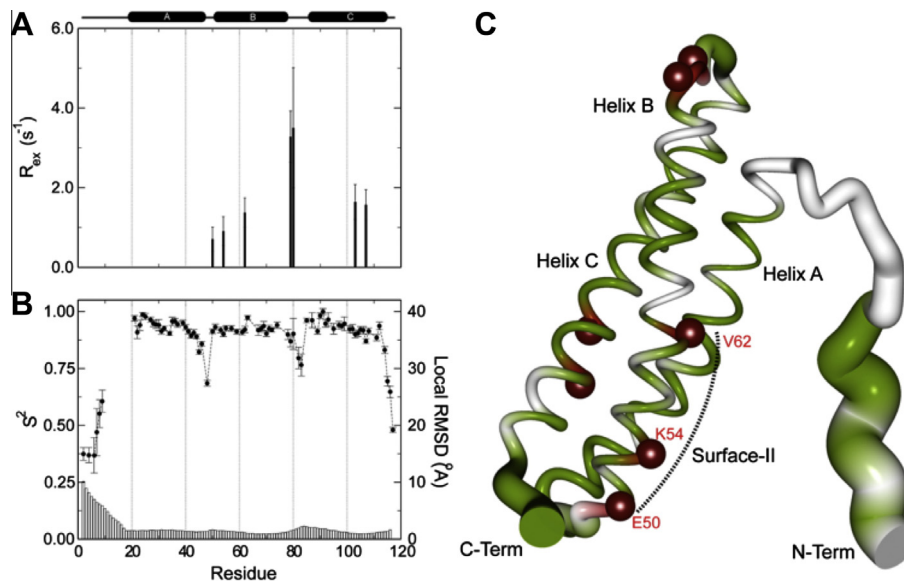 A
A B C
6.0
4.0
2.0
0.0
Rex (s-1)
B
1.00
0.75
0.50
0.25
0
S2
40
30
20
10
0
Local RMSD (Å)
0 20 40 60 80 100 120
Residue
C
Helix B
Helix C
Helix A
V62
K54
Surface-II
E50
C-Term
N-Term